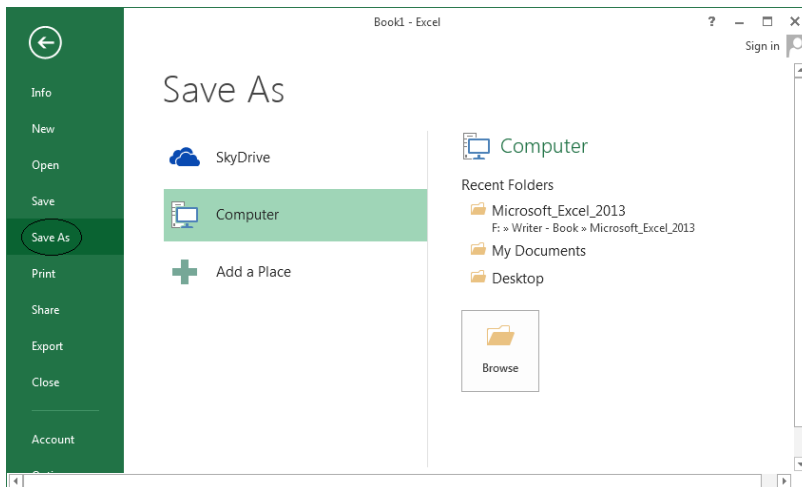 Book1 - Excel
?
Sign in
Info
New
Open
Save
Save As
Print
Share
Export
Close
Account
Save As
SkyDrive
Computer
Add a Place
Computer
Recent Folders
Microsoft_Excel_2013
F: » Writer - Book » Microsoft_Excel_2013
My Documents
Desktop
Browse